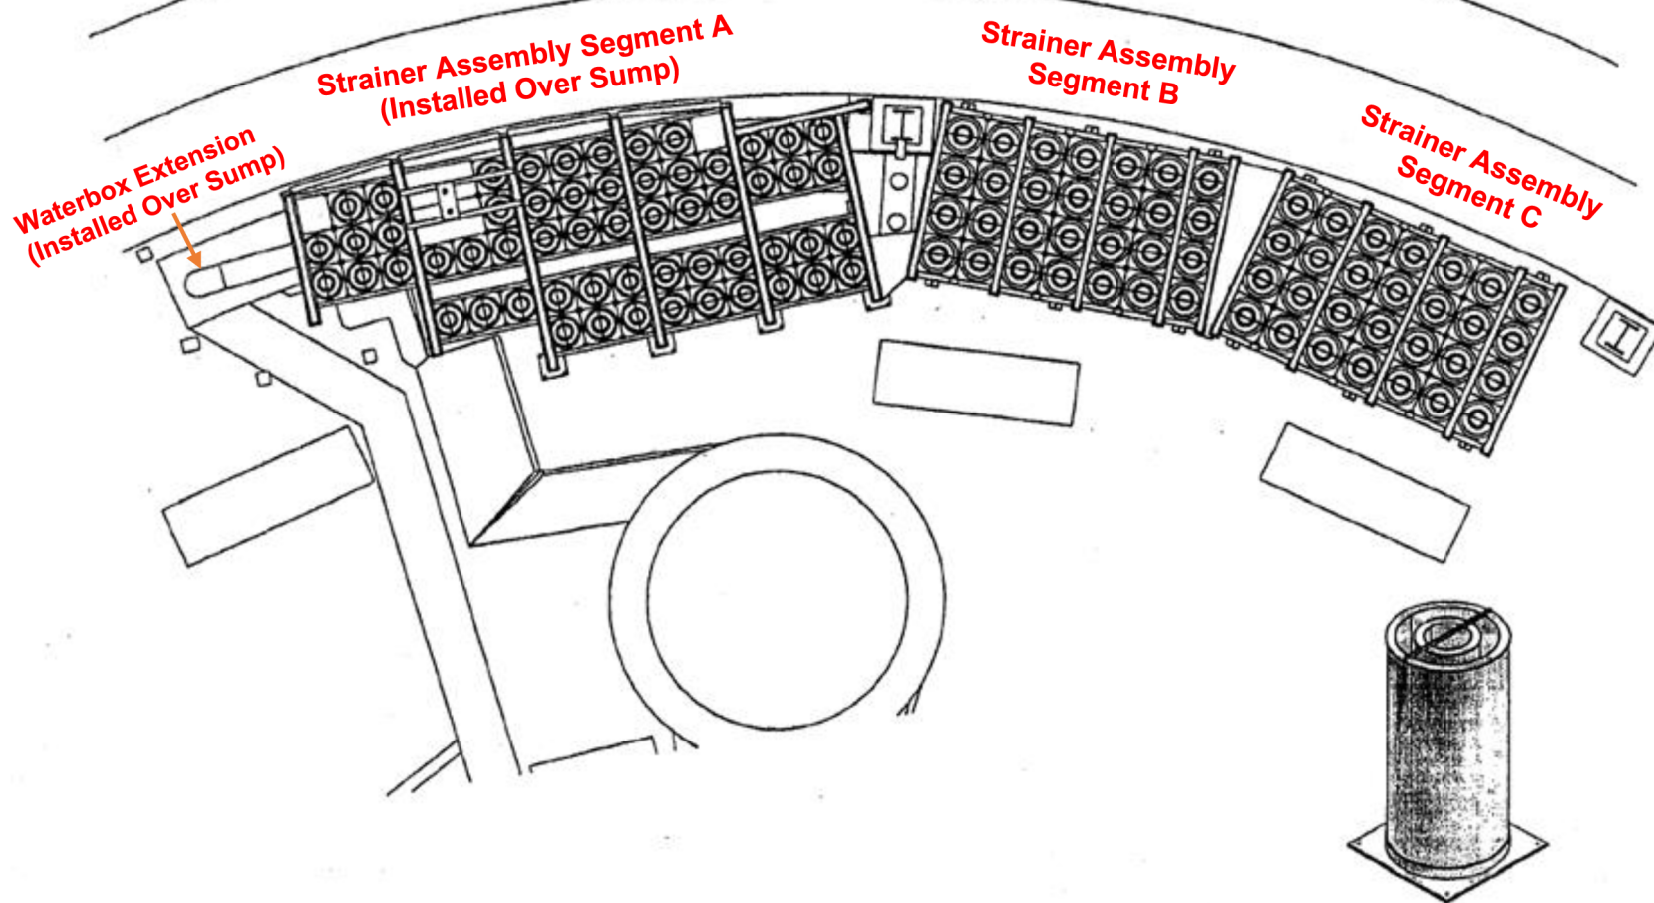 Strainer Assembly Segment A
(Installed Over Sump)
Strainer Assembly
Segment B
Strainer Assembly
Segment C
Waterbox Extension
(Installed Over Sump)